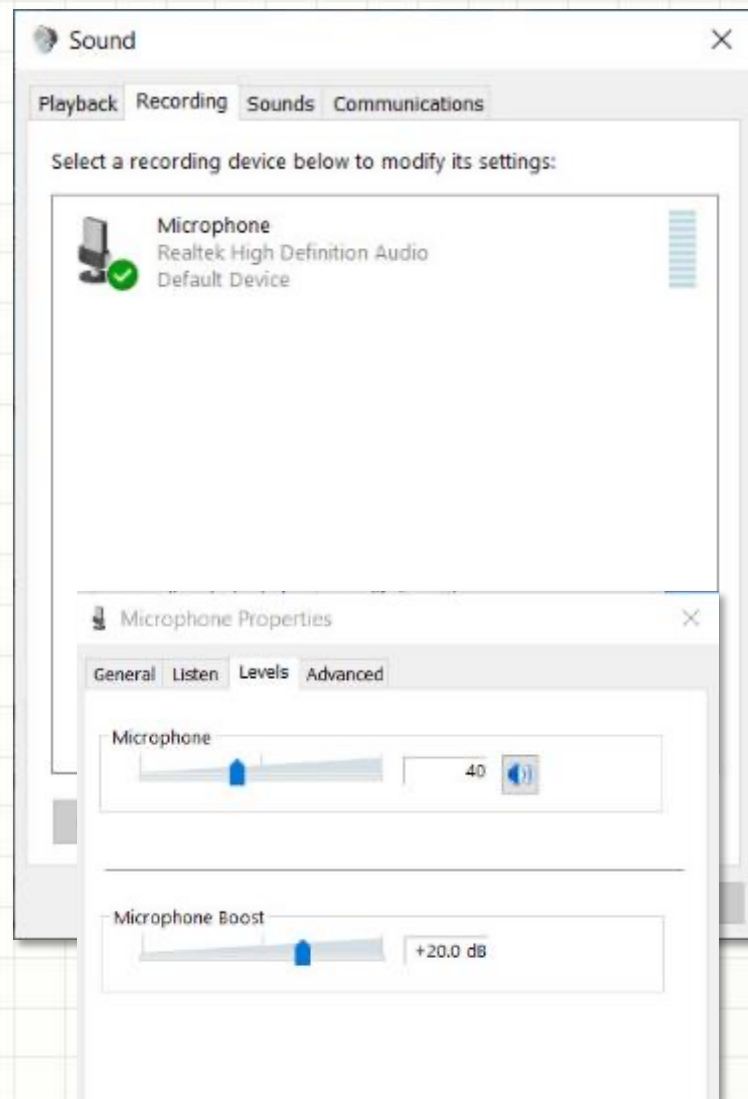 Sound
Playback Recording Sounds Communications
Select a recording device below to modify its settings:
Microphone
Realtek High Definition Audio
Default Device
Microphone Properties
General Listen Levels Advanced
Microphone
40
Microphone Boost
+20.0 dB